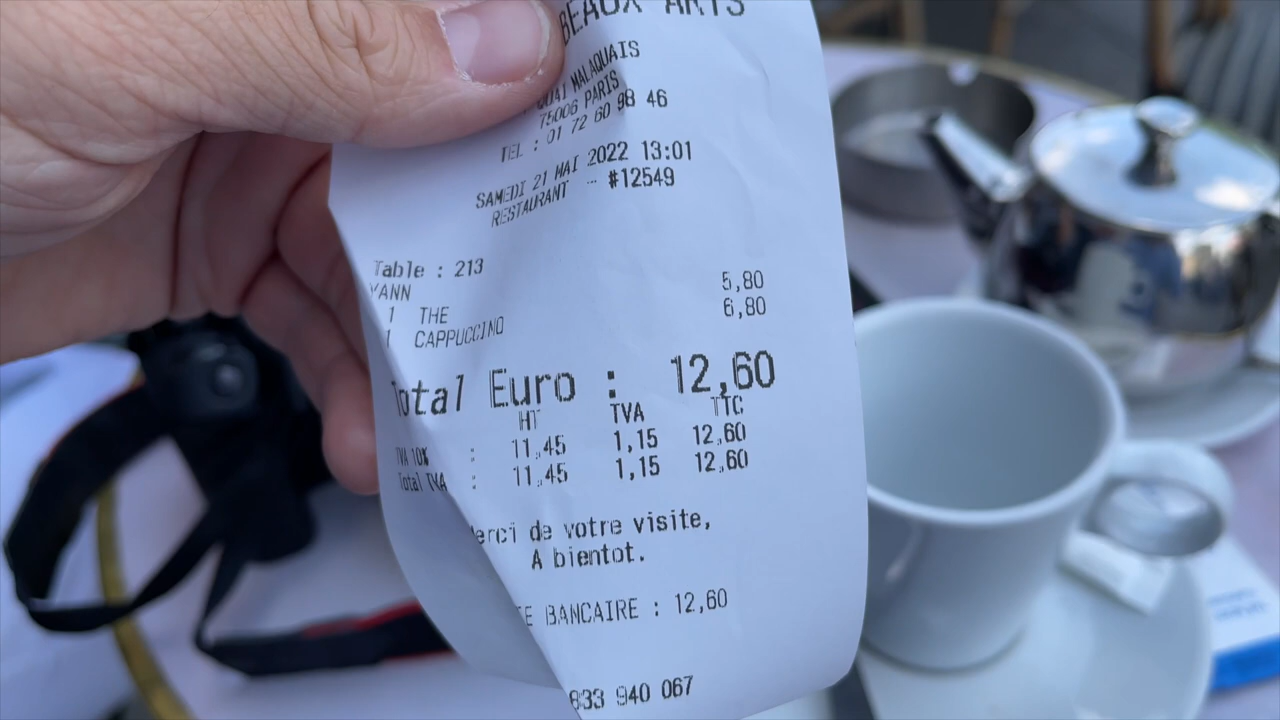 BEAUX ARTS
QUAI MALAQUAIS
75006 PARIS
TEL : 01 72 60 98 46
SAMEDI 21 MAI 2022 13:01
RESTAURANT - #12549
Table : 213
YANN
1 THE 5,80
1 CAPPUCCINO 6,80
Total Euro : 12,60
HT TVA TTC
TVA 10% : 11,45 1,15 12,60
Total TVA : 11,45 1,15 12,60
Merci de votre visite,
A bientot.
E BANCAIRE : 12,60
833 940 067